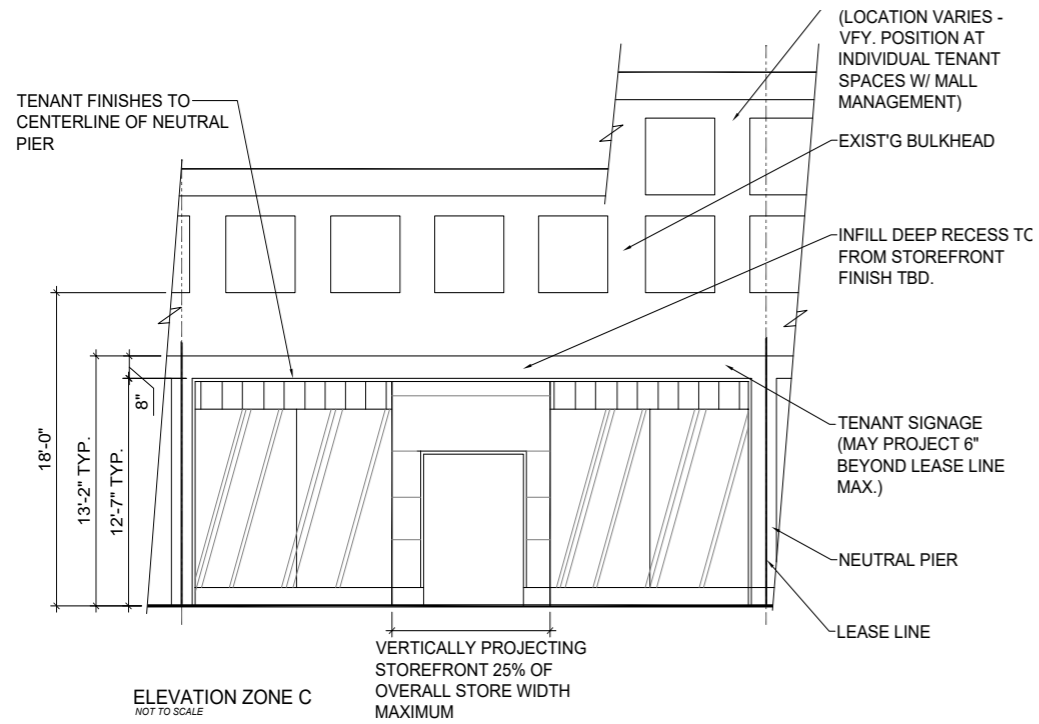 (LOCATION VARIES -
VFY. POSITION AT
INDIVIDUAL TENANT
SPACES W/ MALL
MANAGEMENT)
TENANT FINISHES TO
CENTERLINE OF NEUTRAL
PIER
EXIST'G BULKHEAD
INFILL DEEP RECESS TO
FROM STOREFRONT
FINISH TBD.
18'-0"
13'-2" TYP.
12'-7" TYP.
8"
TENANT SIGNAGE
(MAY PROJECT 6"
BEYOND LEASE LINE
MAX.)
NEUTRAL PIER
LEASE LINE
VERTICALLY PROJECTING
STOREFRONT 25% OF
OVERALL STORE WIDTH
MAXIMUM
ELEVATION ZONE C
NOT TO SCALE